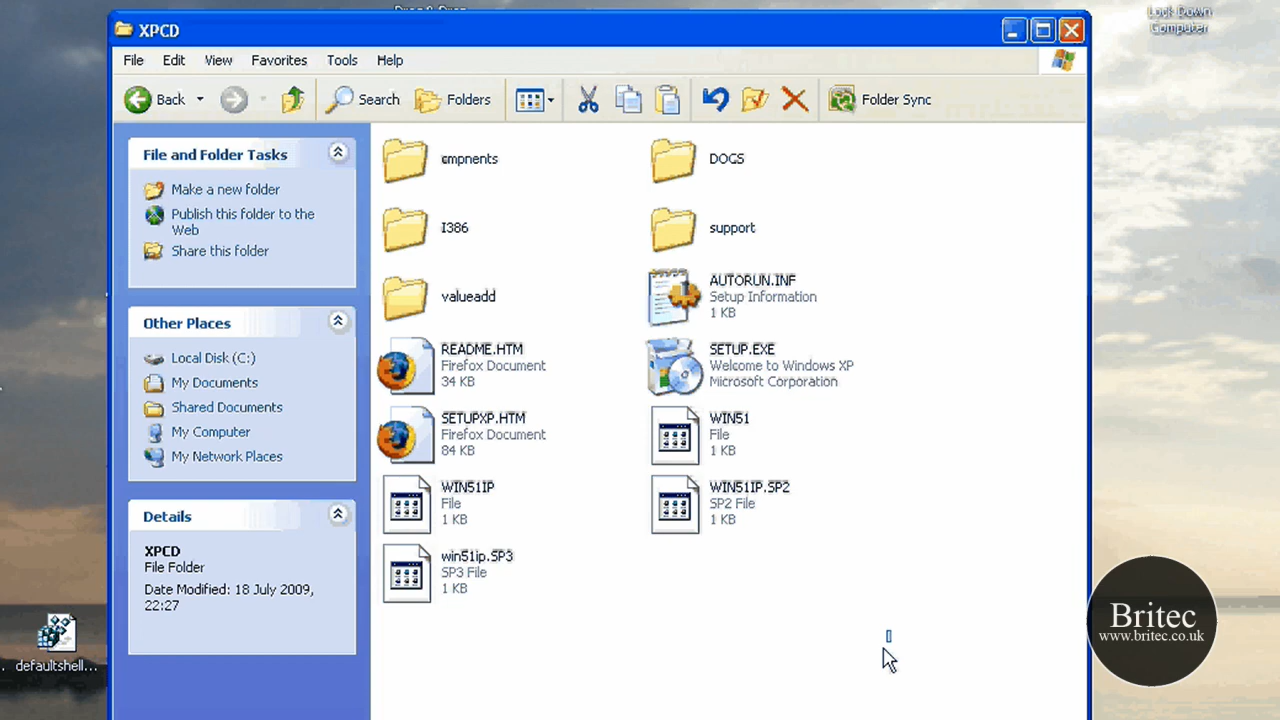 Lock Down
Computer
XPCD
File Edit View Favorites Tools Help
Back Search Folders Folder Sync
File and Folder Tasks
Make a new folder
Publish this folder to the
Web
Share this folder
Other Places
Local Disk (C:)
My Documents
Shared Documents
My Computer
My Network Places
Details
XPCD
File Folder
Date Modified: 18 July 2009,
22:27
cmpnents
DOGS
I386
support
valueadd
AUTORUN.INF
Setup Information
1 KB
README.HTM
Firefox Document
34 KB
SETUP.EXE
Welcome to Windows XP
Microsoft Corporation
SETUPXP.HTM
Firefox Document
84 KB
WIN51
File
1 KB
WIN51IP
File
1 KB
WIN51IP.SP2
SP2 File
1 KB
win51ip.SP3
SP3 File
1 KB
defaultshell...
Britec
www.britec.co.uk